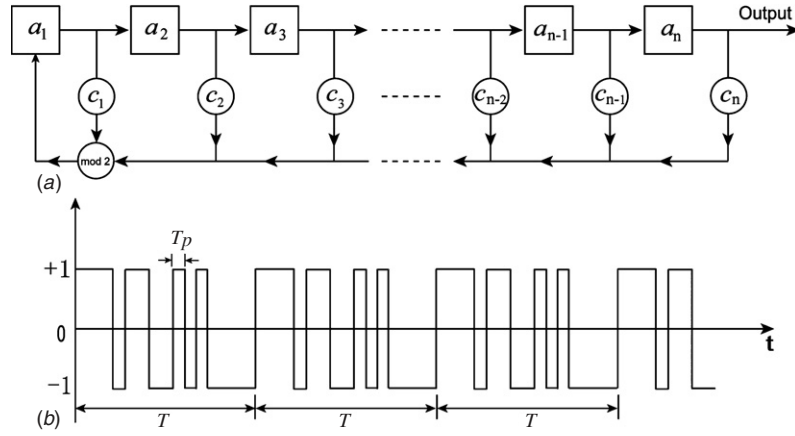 a₁ a₂ a₃ aₙ₋₁ aₙ Output
c₁ c₂ c₃ cₙ₋₂ cₙ₋₁ cₙ
mod 2
(a)
Tₚ
+1
0
t
−1
(b) T T T